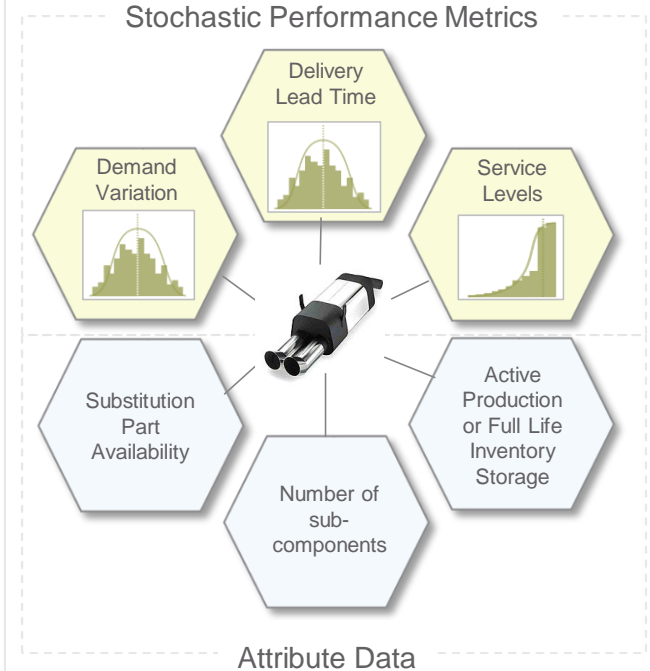 Stochastic Performance Metrics
Delivery
Lead Time
Demand
Variation
Service
Levels
Substitution
Part
Availability
Active
Production
or Full Life
Inventory
Storage
Number of
sub-
components
Attribute Data